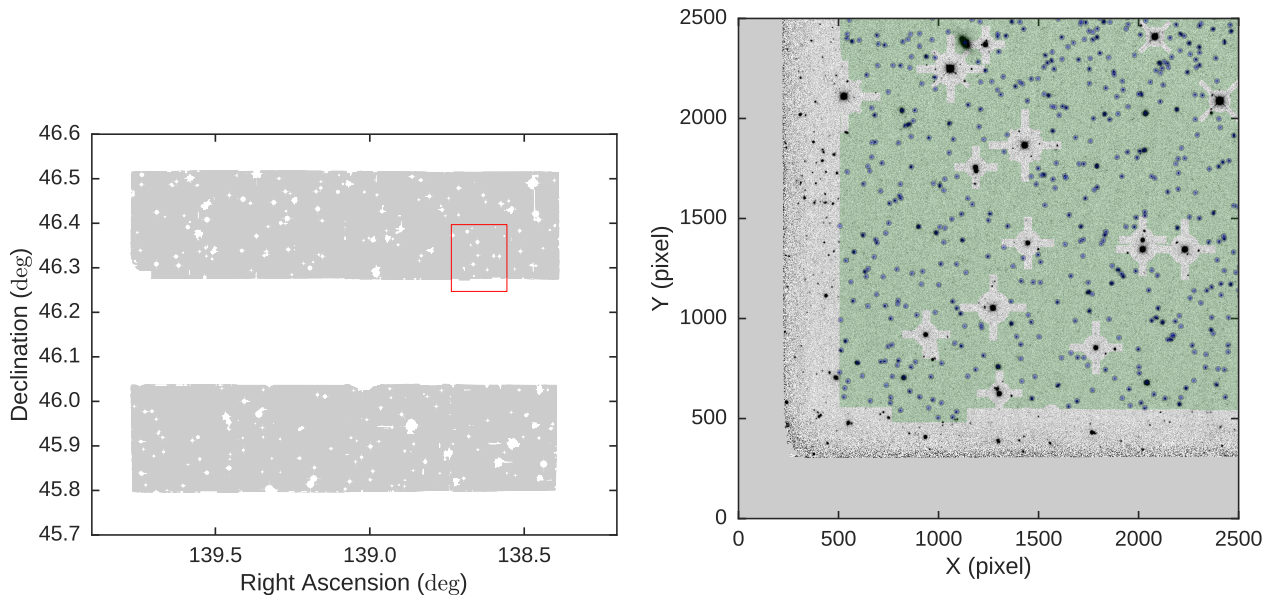 46.6
46.5
46.4
46.3
46.2
46.1
46.0
45.9
45.8
45.7
Declination (deg)
139.5 139.0 138.5
Right Ascension (deg)
2500
2000
1500
1000
500
0
Y (pixel)
0 500 1000 1500 2000 2500
X (pixel)